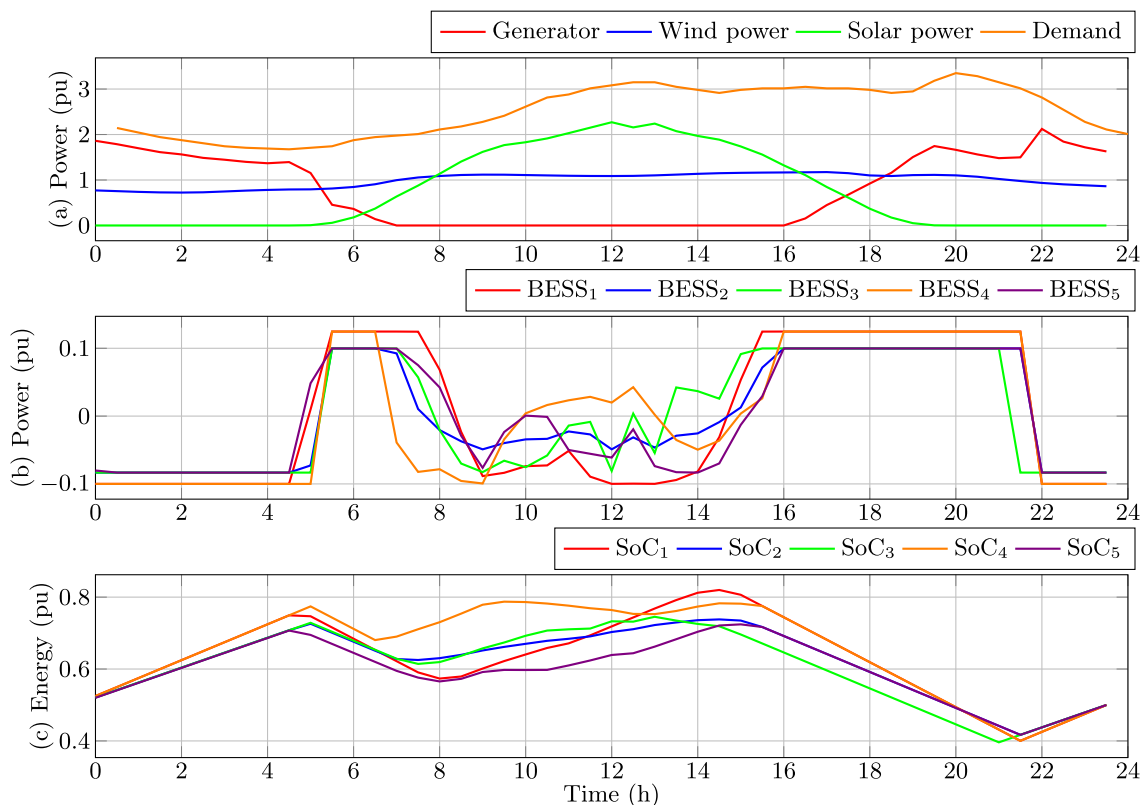 Generator Wind power Solar power Demand
(a) Power (pu)
3
2
1
0
0 2 4 6 8 10 12 14 16 18 20 22 24
BESS₁ BESS₂ BESS₃ BESS₄ BESS₅
(b) Power (pu)
0.1
0
−0.1
0 2 4 6 8 10 12 14 16 18 20 22 24
SoC₁ SoC₂ SoC₃ SoC₄ SoC₅
(c) Energy (pu)
0.8
0.6
0.4
0 2 4 6 8 10 12 14 16 18 20 22 24
Time (h)